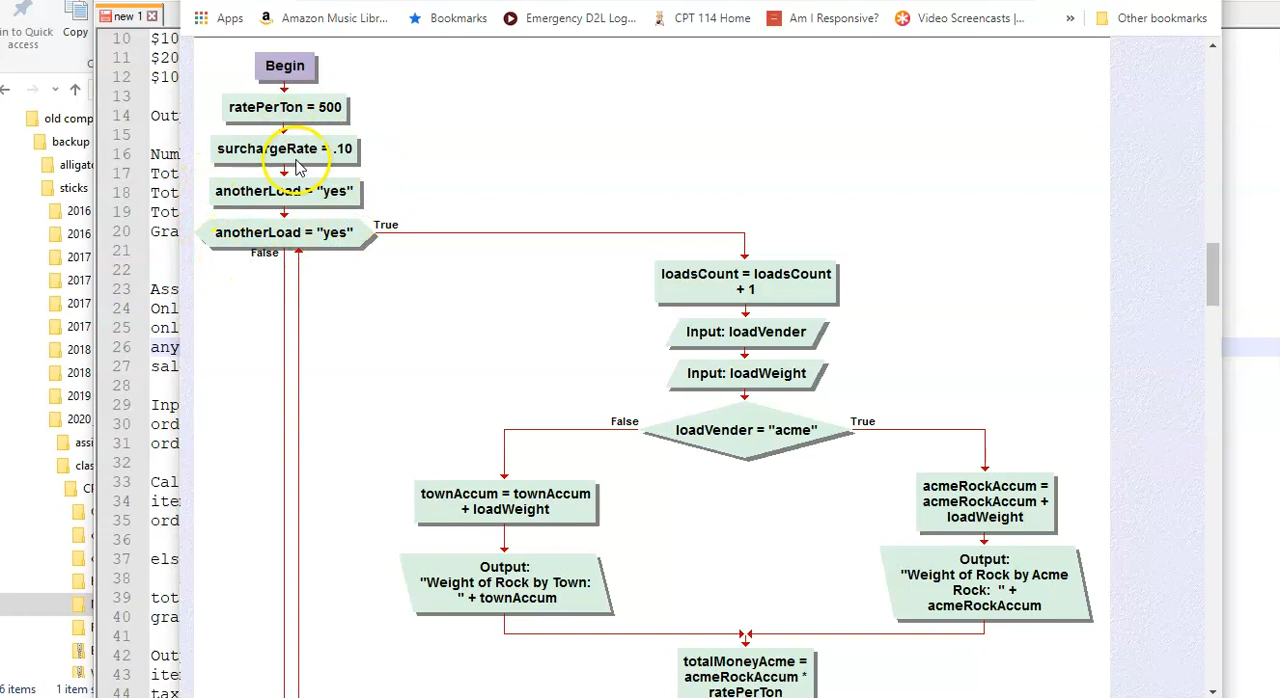 in to Quick
access
Copy
new 1
Apps
Amazon Music Libr...
Bookmarks
Emergency D2L Log...
CPT 114 Home
Am I Responsive?
Video Screencasts |...
»
Other bookmarks
old comp
backup
alligato
sticks
2016
2016
2017
2017
2017
2017
2018
2018
2019
2020
assi
clas
6 items
1 item s
10 $10
11 $20
12 $10
13
14 Out
15
16 Num
17 Tot
18 Tot
19 Tot
20 Gra
21
22
23 Ass
24 Onl
25 onl
26 any
27 sal
28
29 Inp
30 ord
31 ord
32
33 Cal
34 ite
35 ord
36
37 els
38
39 tot
40 gra
41
42 Out
43 ite
44 tax
Begin
ratePerTon = 500
surchargeRate = .10
anotherLoad = "yes"
anotherLoad = "yes"
True
False
loadsCount = loadsCount
+ 1
Input: loadVender
Input: loadWeight
loadVender = "acme"
False
True
townAccum = townAccum
+ loadWeight
Output:
"Weight of Rock by Town:
" + townAccum
acmeRockAccum =
acmeRockAccum +
loadWeight
Output:
"Weight of Rock by Acme
Rock: " +
acmeRockAccum
totalMoneyAcme =
acmeRockAccum *
ratePerTon